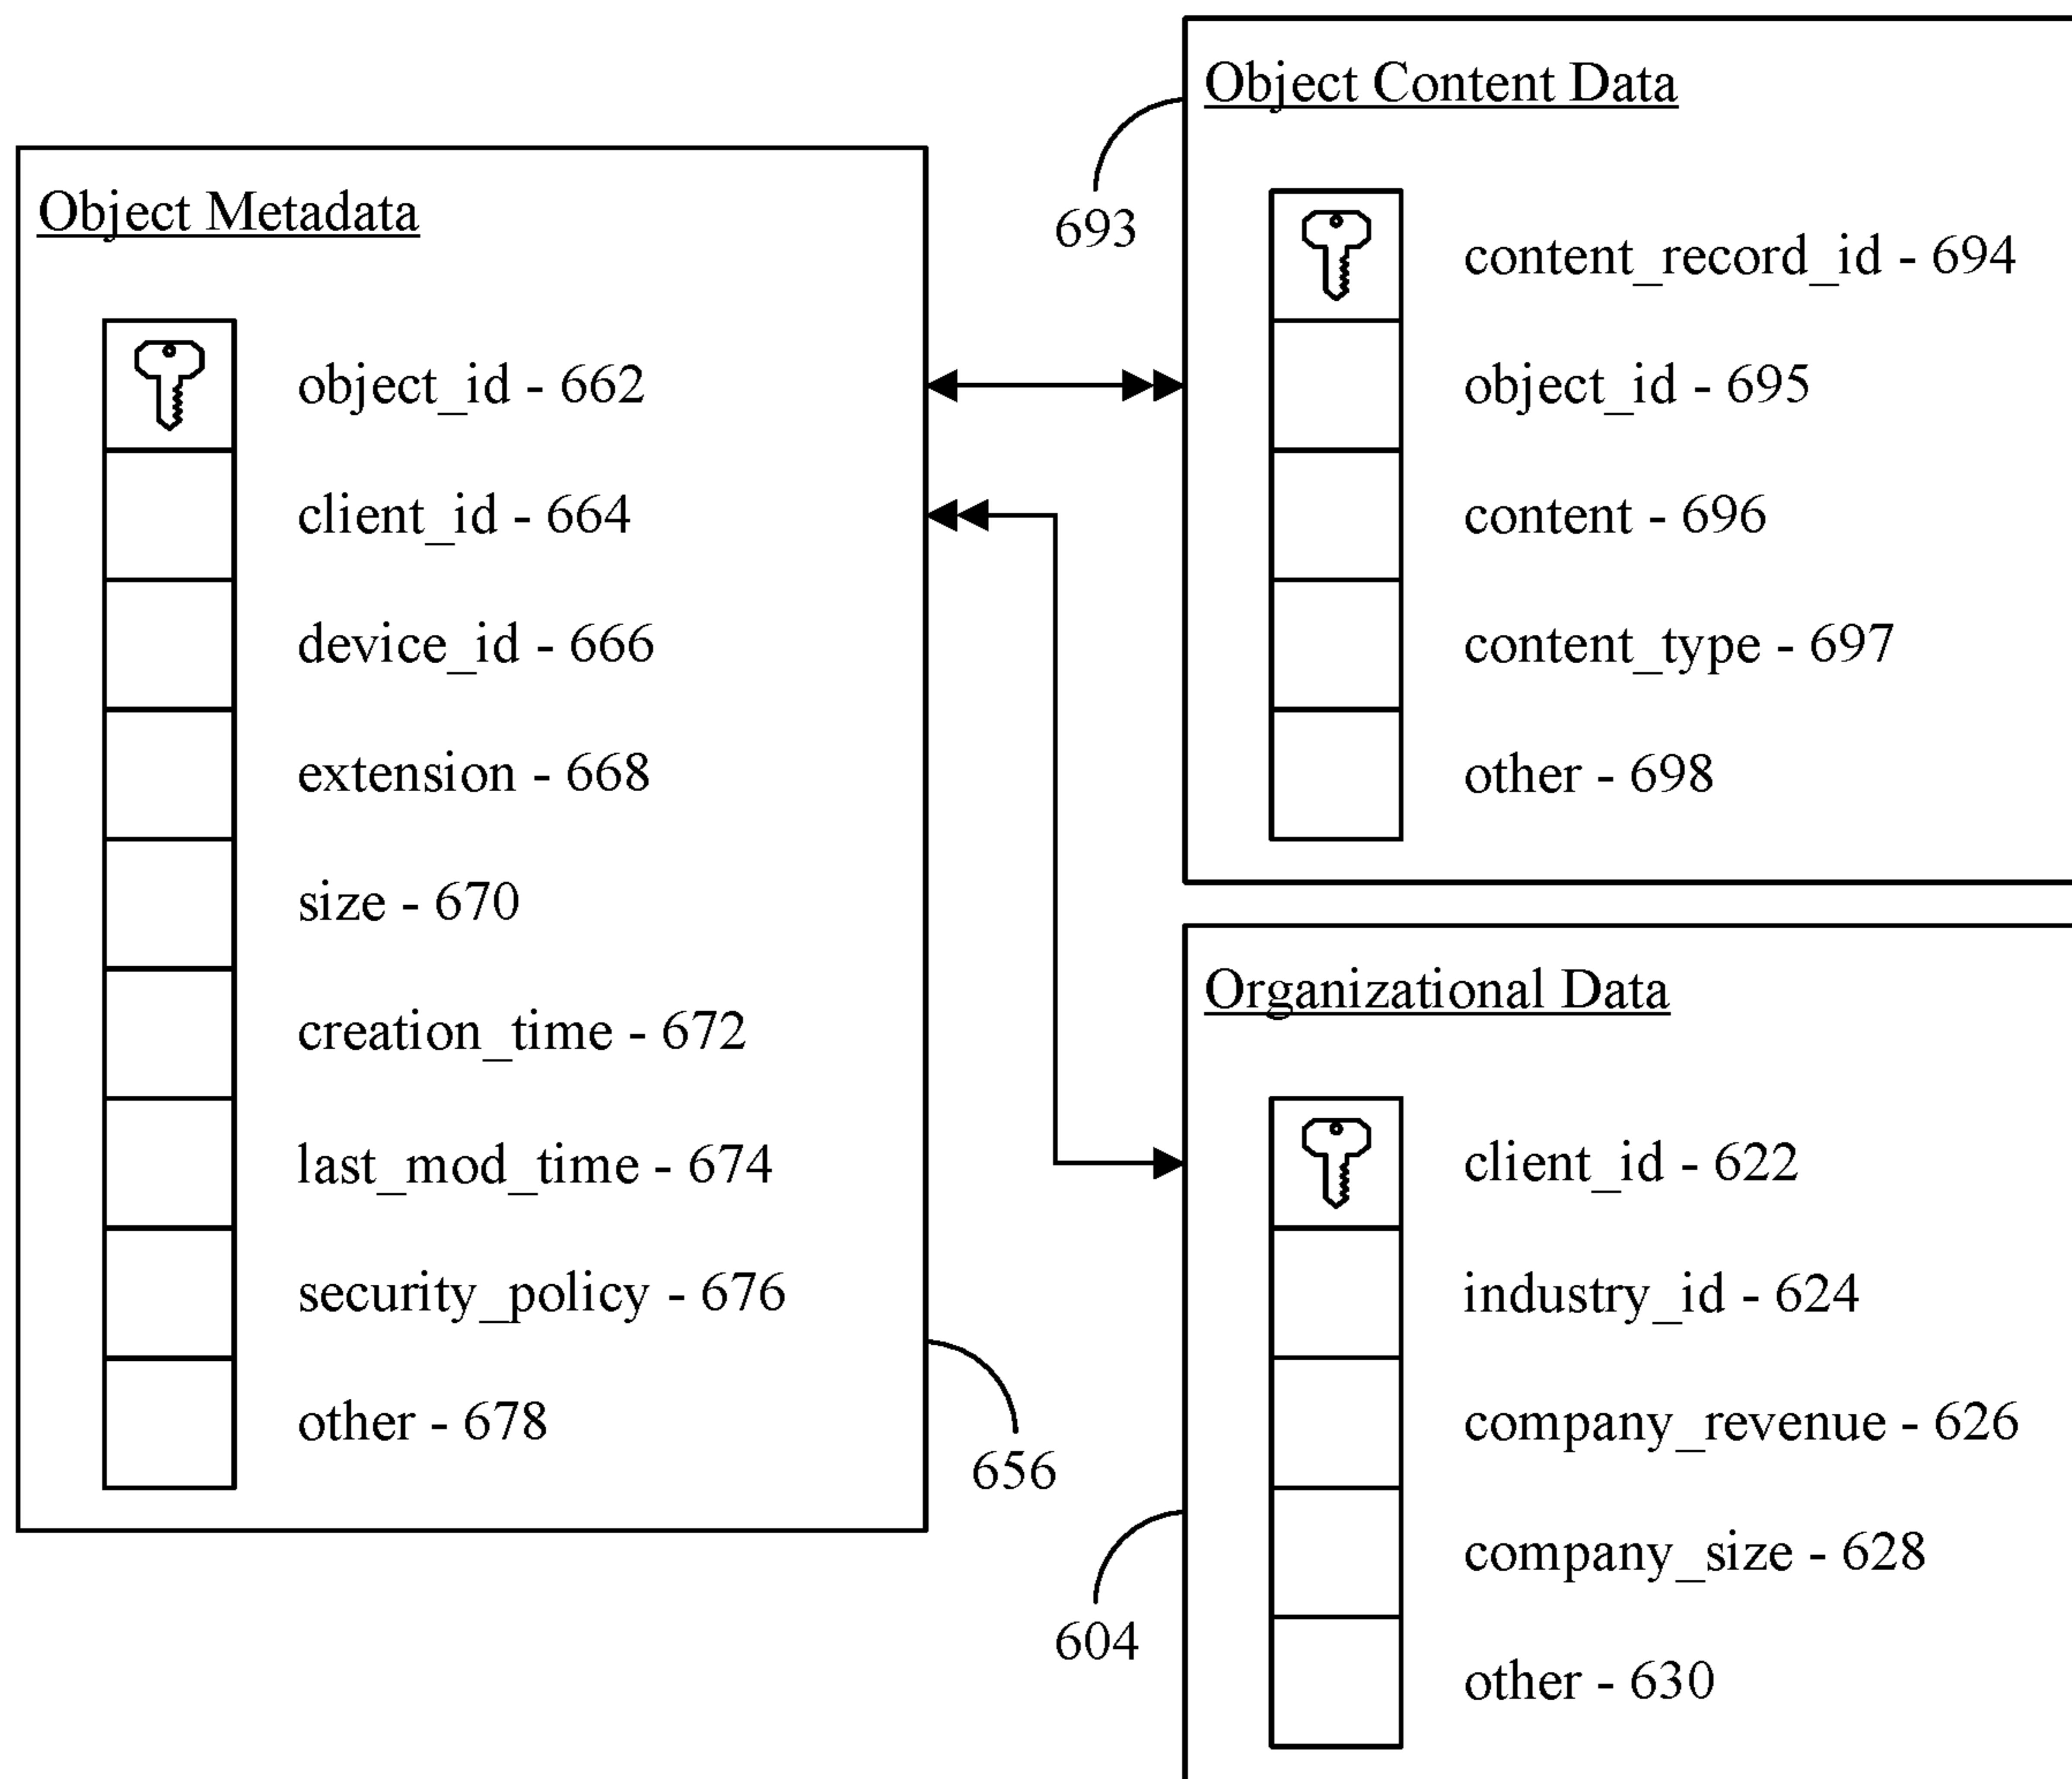 Object Metadata
object_id - 662
client_id - 664
device_id - 666
extension - 668
size - 670
creation_time - 672
last_mod_time - 674
security_policy - 676
other - 678
656
Object Content Data
693
content_record_id - 694
object_id - 695
content - 696
content_type - 697
other - 698
Organizational Data
client_id - 622
industry_id - 624
company_revenue - 626
company_size - 628
other - 630
604